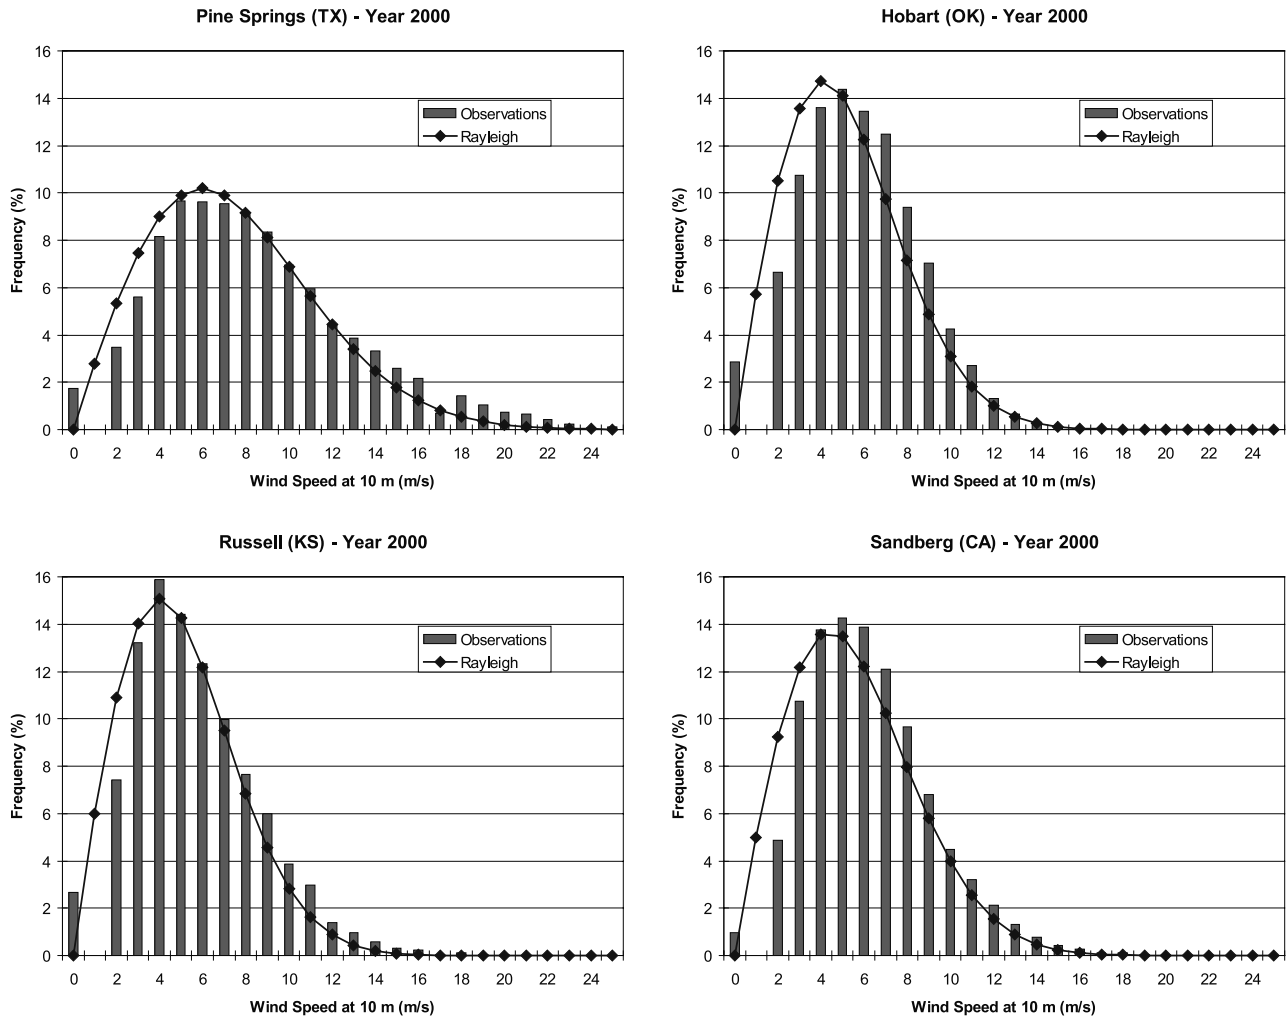 Pine Springs (TX) - Year 2000
16
14
12
10
8
6
4
2
0
Frequency (%)
Observations
Rayleigh
0 2 4 6 8 10 12 14 16 18 20 22 24
Wind Speed at 10 m (m/s)
Hobart (OK) - Year 2000
16
14
12
10
8
6
4
2
0
Frequency (%)
Observations
Rayleigh
0 2 4 6 8 10 12 14 16 18 20 22 24
Wind Speed at 10 m (m/s)
Russell (KS) - Year 2000
16
14
12
10
8
6
4
2
0
Frequency (%)
Observations
Rayleigh
0 2 4 6 8 10 12 14 16 18 20 22 24
Wind Speed at 10 m (m/s)
Sandberg (CA) - Year 2000
16
14
12
10
8
6
4
2
0
Frequency (%)
Observations
Rayleigh
0 2 4 6 8 10 12 14 16 18 20 22 24
Wind Speed at 10 m (m/s)